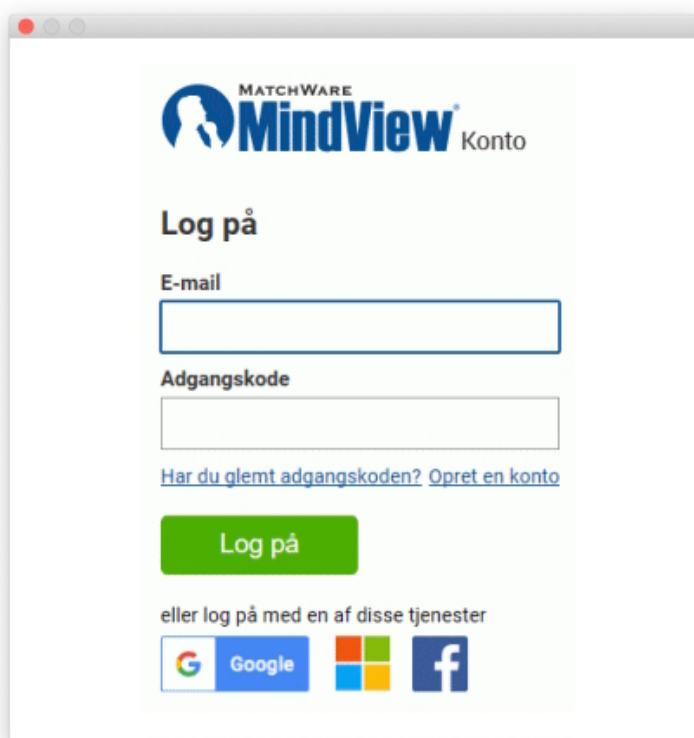 MATCHWARE
MindView® Konto
Log på
E-mail
Adgangskode
Har du glemt adgangskoden? Opret en konto
Log på
eller log på med en af disse tjenester
G Google f